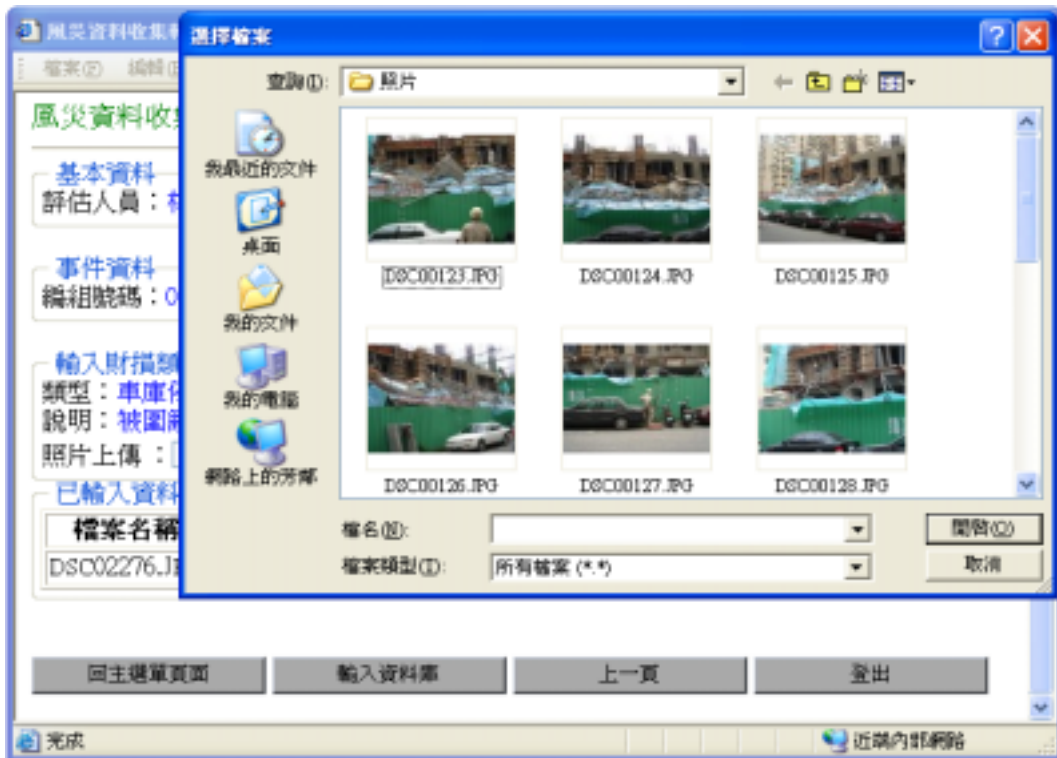 風災資料收集
選擇檔案
檔案(F) 編輯(E
查詢(I): 照片
風災資料收集
我最近的文件
基本資料
評估人員:
桌面
DSC00123.JPG DSC00124.JPG DSC00125.JPG
事件資料
編組號碼:0
我的文件
輸入財損類
類型:車庫
我的電腦
說明:被圍
照片上傳 :
網路上的芳鄰
DSC00126.JPG DSC00127.JPG DSC00128.JPG
已輸入資料
檔案名稱
檔名(N): 開啟(O)
DSC02276.J
檔案類型(T): 所有檔案 (*.*) 取消
回主選單頁面 輸入資料庫 上一頁 登出
完成 近端內部網路